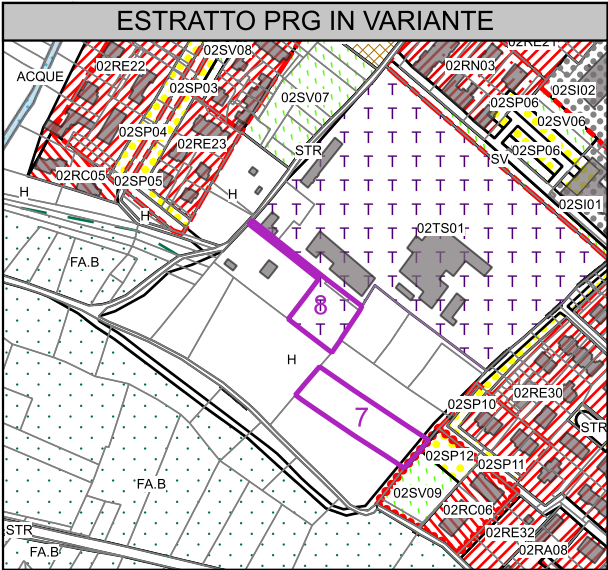 ESTRATTO PRG IN VARIANTE
02SV08
02RE21
02RE22
02RN03
ACQUE
02SP03
02SV07
02SI02
02SP06
02SV06
02SP04
02RE23
STR
02SP06
SV
02RC05
02SP05
H
H
02SI01
H
02TS01
FA.B
8
H
02SP10
02RE30
7
STR
02SP12
02SP11
FA.B
02SV09
02RC06
STR
02RE32
FA.B
02RA08